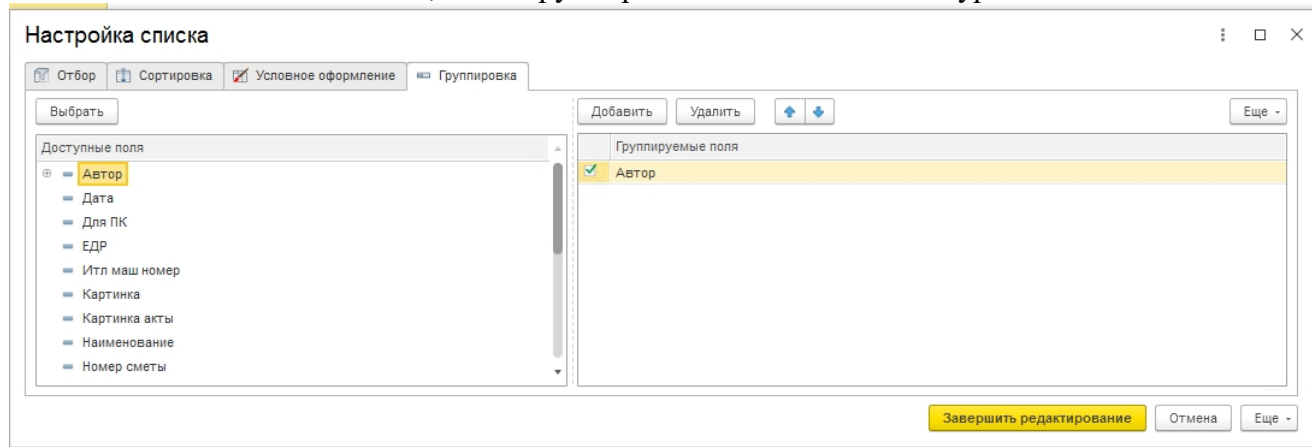 Настройка списка
Отбор Сортировка Условное оформление Группировка
Выбрать Добавить Удалить Еще
Доступные поля Группируемые поля
Автор Автор
Дата
Для ПК
ЕДР
Итл маш номер
Картинка
Картинка акты
Наименование
Номер сметы
Завершить редактирование Отмена Еще